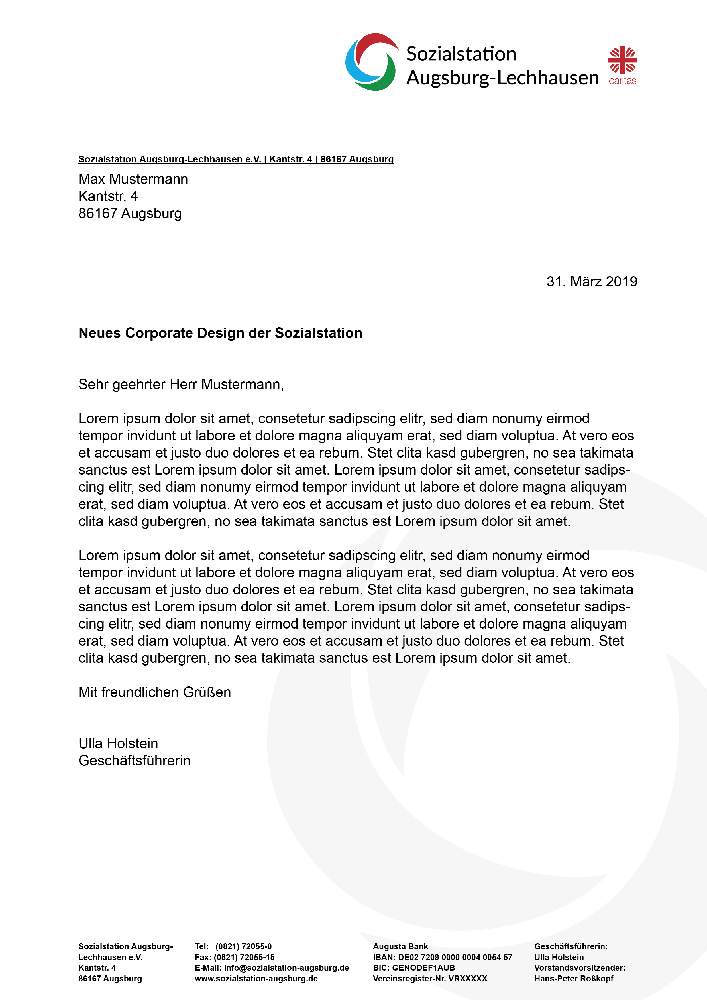 Sozialstation
Augsburg-Lechhausen
caritas
Sozialstation Augsburg-Lechhausen e.V. | Kantstr. 4 | 86167 Augsburg
Max Mustermann
Kantstr. 4
86167 Augsburg
31. März 2019
Neues Corporate Design der Sozialstation
Sehr geehrter Herr Mustermann,
Lorem ipsum dolor sit amet, consetetur sadipscing elitr, sed diam nonumy eirmod
tempor invidunt ut labore et dolore magna aliquyam erat, sed diam voluptua. At vero eos
et accusam et justo duo dolores et ea rebum. Stet clita kasd gubergren, no sea takimata
sanctus est Lorem ipsum dolor sit amet. Lorem ipsum dolor sit amet, consetetur sadips-
cing elitr, sed diam nonumy eirmod tempor invidunt ut labore et dolore magna aliquyam
erat, sed diam voluptua. At vero eos et accusam et justo duo dolores et ea rebum. Stet
clita kasd gubergren, no sea takimata sanctus est Lorem ipsum dolor sit amet.
Lorem ipsum dolor sit amet, consetetur sadipscing elitr, sed diam nonumy eirmod
tempor invidunt ut labore et dolore magna aliquyam erat, sed diam voluptua. At vero eos
et accusam et justo duo dolores et ea rebum. Stet clita kasd gubergren, no sea takimata
sanctus est Lorem ipsum dolor sit amet. Lorem ipsum dolor sit amet, consetetur sadips-
cing elitr, sed diam nonumy eirmod tempor invidunt ut labore et dolore magna aliquyam
erat, sed diam voluptua. At vero eos et accusam et justo duo dolores et ea rebum. Stet
clita kasd gubergren, no sea takimata sanctus est Lorem ipsum dolor sit amet.
Mit freundlichen Grüßen
Ulla Holstein
Geschäftsführerin
Sozialstation Augsburg-
Lechhausen e.V.
Kantstr. 4
86167 Augsburg
Tel: (0821) 72055-0
Fax: (0821) 72055-15
E-Mail: info@sozialstation-augsburg.de
www.sozialstation-augsburg.de
Augusta Bank
IBAN: DE02 7209 0000 0004 0054 57
BIC: GENODEF1AUB
Vereinsregister-Nr. VRXXXXX
Geschäftsführerin:
Ulla Holstein
Vorstandsvorsitzender:
Hans-Peter Roßkopf